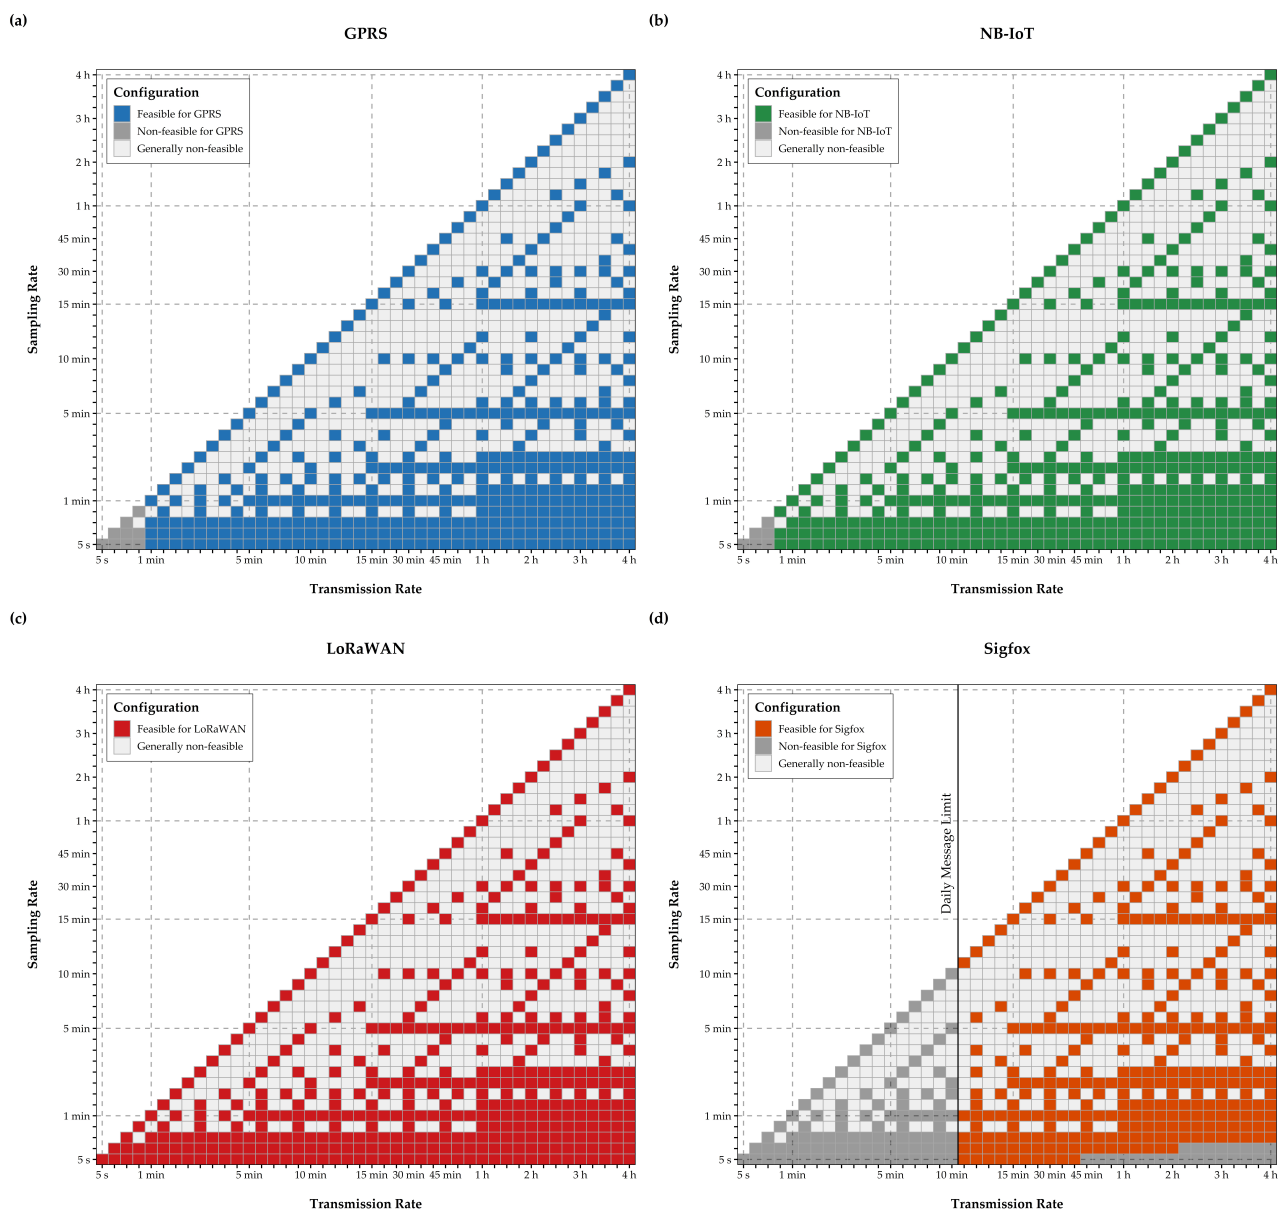 (a)
GPRS
Configuration
Feasible for GPRS
Non-feasible for GPRS
Generally non-feasible
Sampling Rate
4 h
3 h
2 h
1 h
45 min
30 min
15 min
10 min
5 min
1 min
5 s
5 s 1 min 5 min 10 min 15 min 30 min 45 min 1 h 2 h 3 h 4 h
Transmission Rate
(b)
NB-IoT
Configuration
Feasible for NB-IoT
Non-feasible for NB-IoT
Generally non-feasible
Sampling Rate
4 h
3 h
2 h
1 h
45 min
30 min
15 min
10 min
5 min
1 min
5 s
5 s 1 min 5 min 10 min 15 min 30 min 45 min 1 h 2 h 3 h 4 h
Transmission Rate
(c)
LoRaWAN
Configuration
Feasible for LoRaWAN
Generally non-feasible
Sampling Rate
4 h
3 h
2 h
1 h
45 min
30 min
15 min
10 min
5 min
1 min
5 s
5 s 1 min 5 min 10 min 15 min 30 min 45 min 1 h 2 h 3 h 4 h
Transmission Rate
(d)
Sigfox
Configuration
Feasible for Sigfox
Non-feasible for Sigfox
Generally non-feasible
Daily Message Limit
Sampling Rate
4 h
3 h
2 h
1 h
45 min
30 min
15 min
10 min
5 min
1 min
5 s
5 s 1 min 5 min 10 min 15 min 30 min 45 min 1 h 2 h 3 h 4 h
Transmission Rate